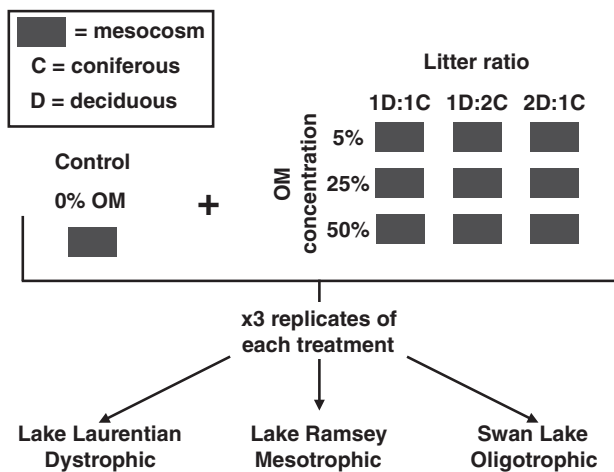 = mesocosm
C = coniferous
D = deciduous
Control
0% OM
+
Litter ratio
1D:1C 1D:2C 2D:1C
OM
concentration
5%
25%
50%
x3 replicates of
each treatment
Lake Laurentian
Dystrophic
Lake Ramsey
Mesotrophic
Swan Lake
Oligotrophic